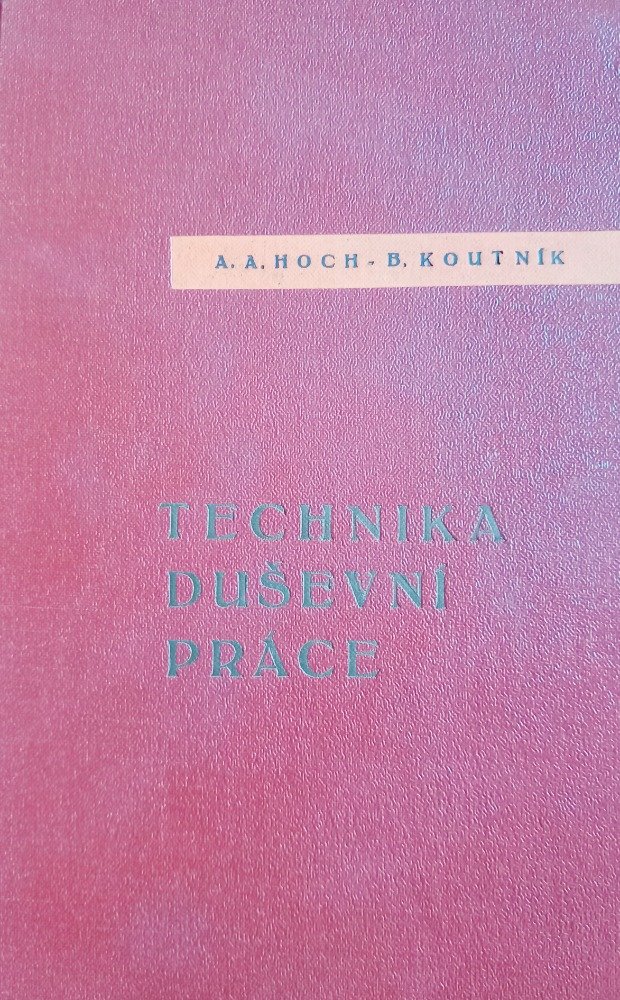 A. A. HOCH - B. KOUTNÍK
TECHNIKA
DUŠEVNÍ
PRÁCE